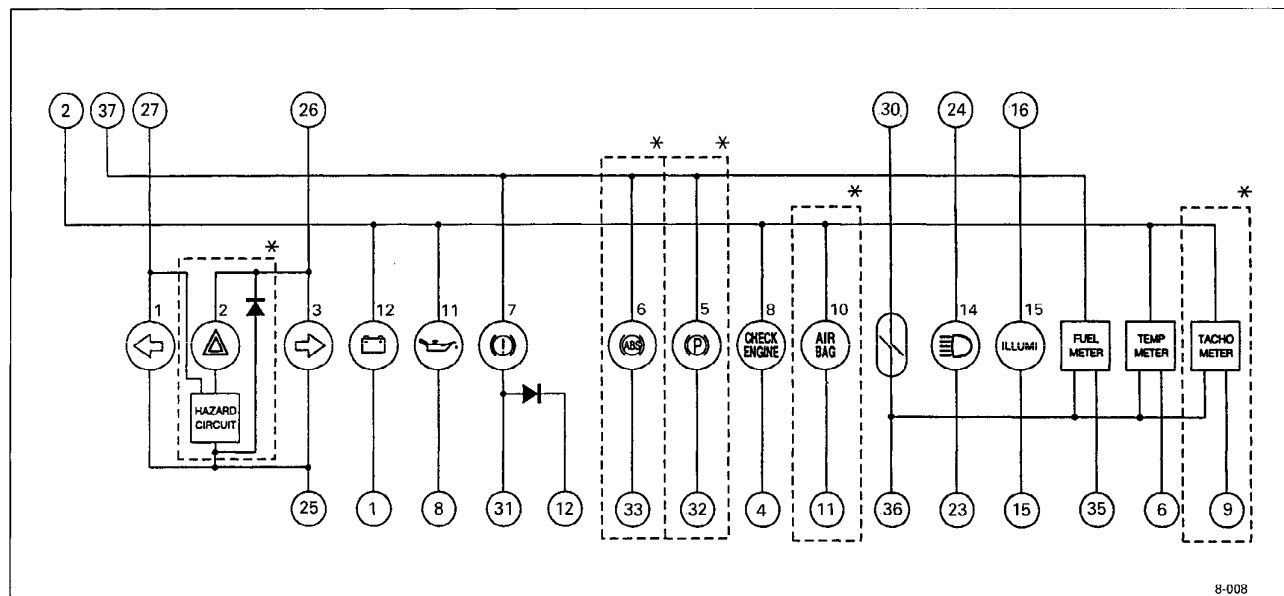 2 37 27 26 30 24 16
* *
*
*
*
1 2 3 12 11 7 6 5 8 10 14 15
(!) (ABS) (P) CHECK ENGINE AIR BAG ILLUMI FUEL METER TEMP METER TACHO METER
HAZARD CIRCUIT
25 1 8 31 12 33 32 4 11 36 23 15 35 6 9
8-008